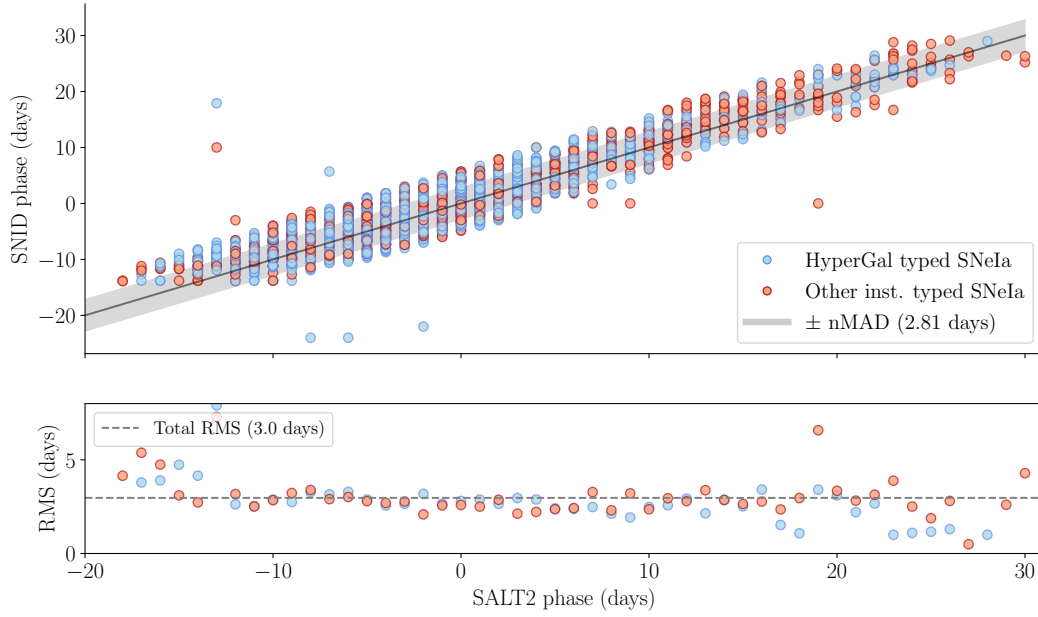 30
20
10
0
−10
−20
SNID phase (days)
HyperGal typed SNeIa
Other inst. typed SNeIa
± nMAD (2.81 days)
5
0
RMS (days)
Total RMS (3.0 days)
−20 −10 0 10 20 30
SALT2 phase (days)